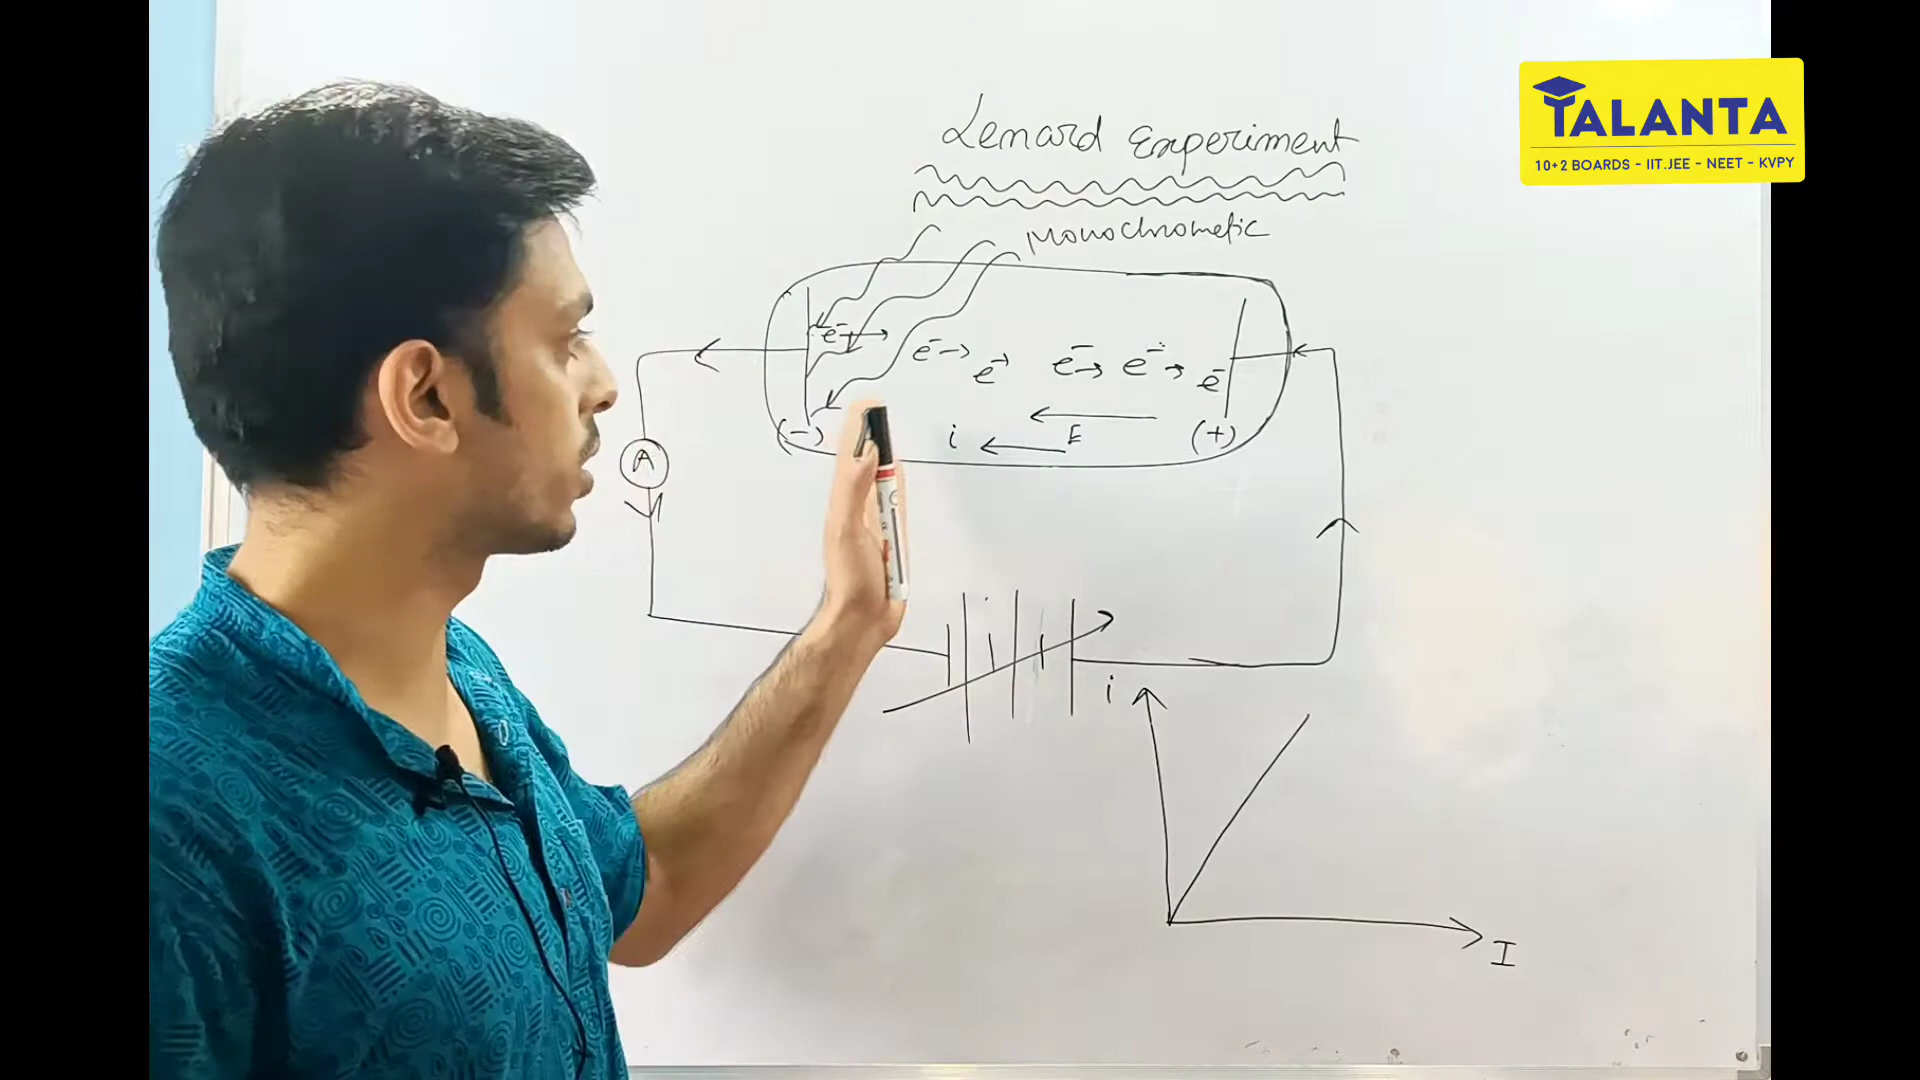 TALANTA
10+2 BOARDS - IIT.JEE - NEET - KVPY
Lenard Experiment
Monochrometic
e⁻ e⁻ e⁻ e⁻ e⁻ e⁻
(-) i E (+)
A
i
I